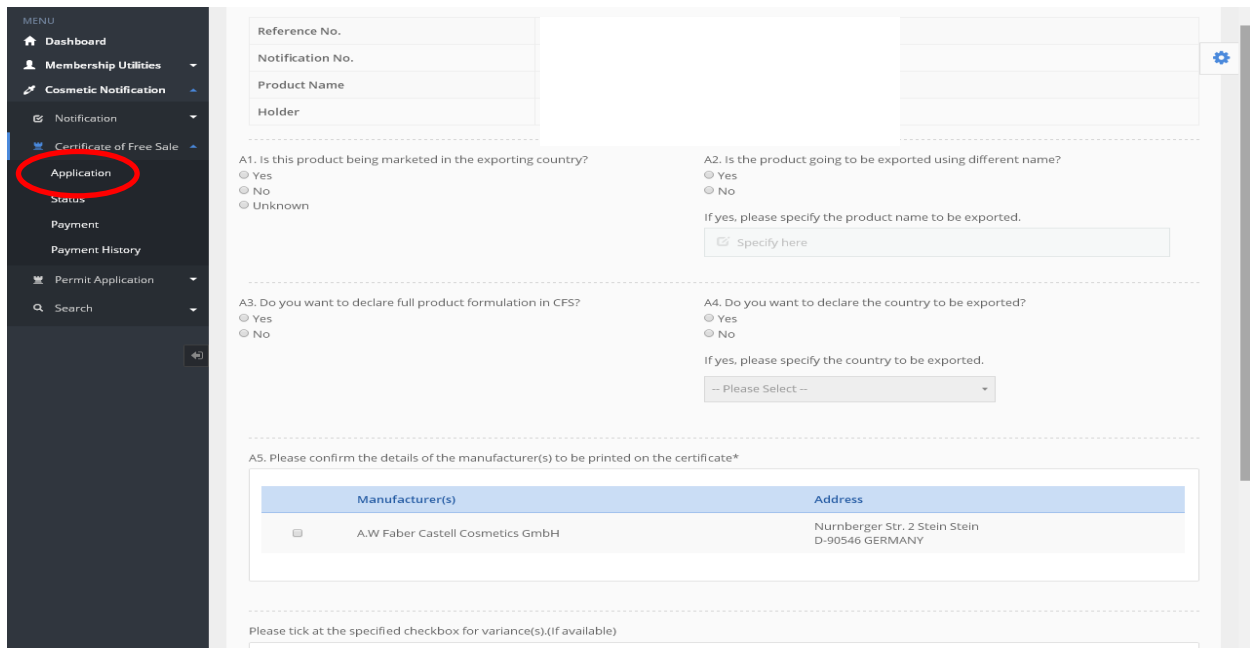 MENU
Dashboard
Membership Utilities
Cosmetic Notification
Notification
Certificate of Free Sale
Application
Status
Payment
Payment History
Permit Application
Search
Reference No.
Notification No.
Product Name
Holder
A1. Is this product being marketed in the exporting country?
Yes
No
Unknown
A2. Is the product going to be exported using different name?
Yes
No
If yes, please specify the product name to be exported.
Specify here
A3. Do you want to declare full product formulation in CFS?
Yes
No
A4. Do you want to declare the country to be exported?
Yes
No
If yes, please specify the country to be exported.
-- Please Select --
A5. Please confirm the details of the manufacturer(s) to be printed on the certificate*
Manufacturer(s) Address
A.W Faber Castell Cosmetics GmbH
Nurnberger Str. 2 Stein Stein
D-90546 GERMANY
Please tick at the specified checkbox for variance(s).(If available)